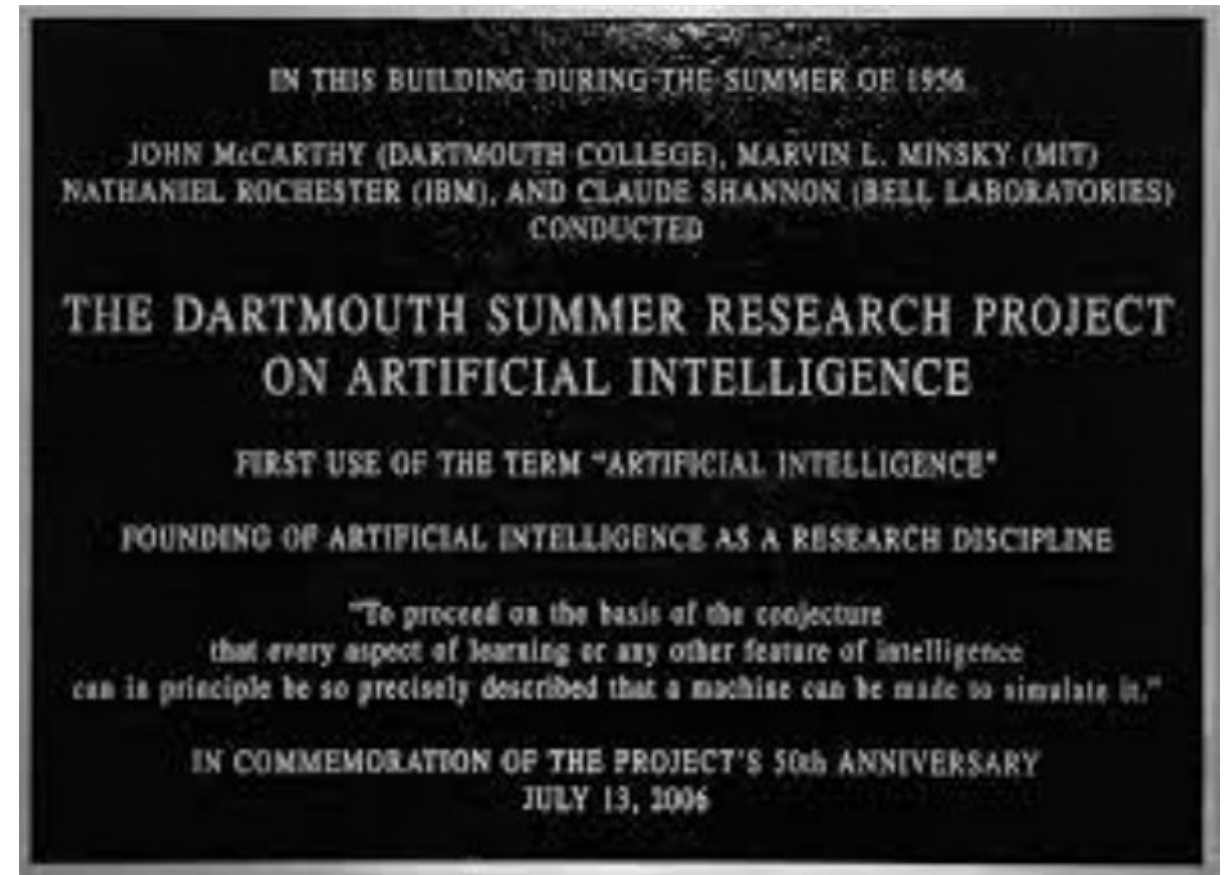 IN THIS BUILDING DURING THE SUMMER OF 1956
JOHN McCARTHY (DARTMOUTH COLLEGE), MARVIN L. MINSKY (MIT)
NATHANIEL ROCHESTER (IBM), AND CLAUDE SHANNON (BELL LABORATORIES)
CONDUCTED
THE DARTMOUTH SUMMER RESEARCH PROJECT
ON ARTIFICIAL INTELLIGENCE
FIRST USE OF THE TERM "ARTIFICIAL INTELLIGENCE"
FOUNDING OF ARTIFICIAL INTELLIGENCE AS A RESEARCH DISCIPLINE
"To proceed on the basis of the conjecture
that every aspect of learning or any other feature of intelligence
can in principle be so precisely described that a machine can be made to simulate it."
IN COMMEMORATION OF THE PROJECT'S 50th ANNIVERSARY
JULY 13, 2006